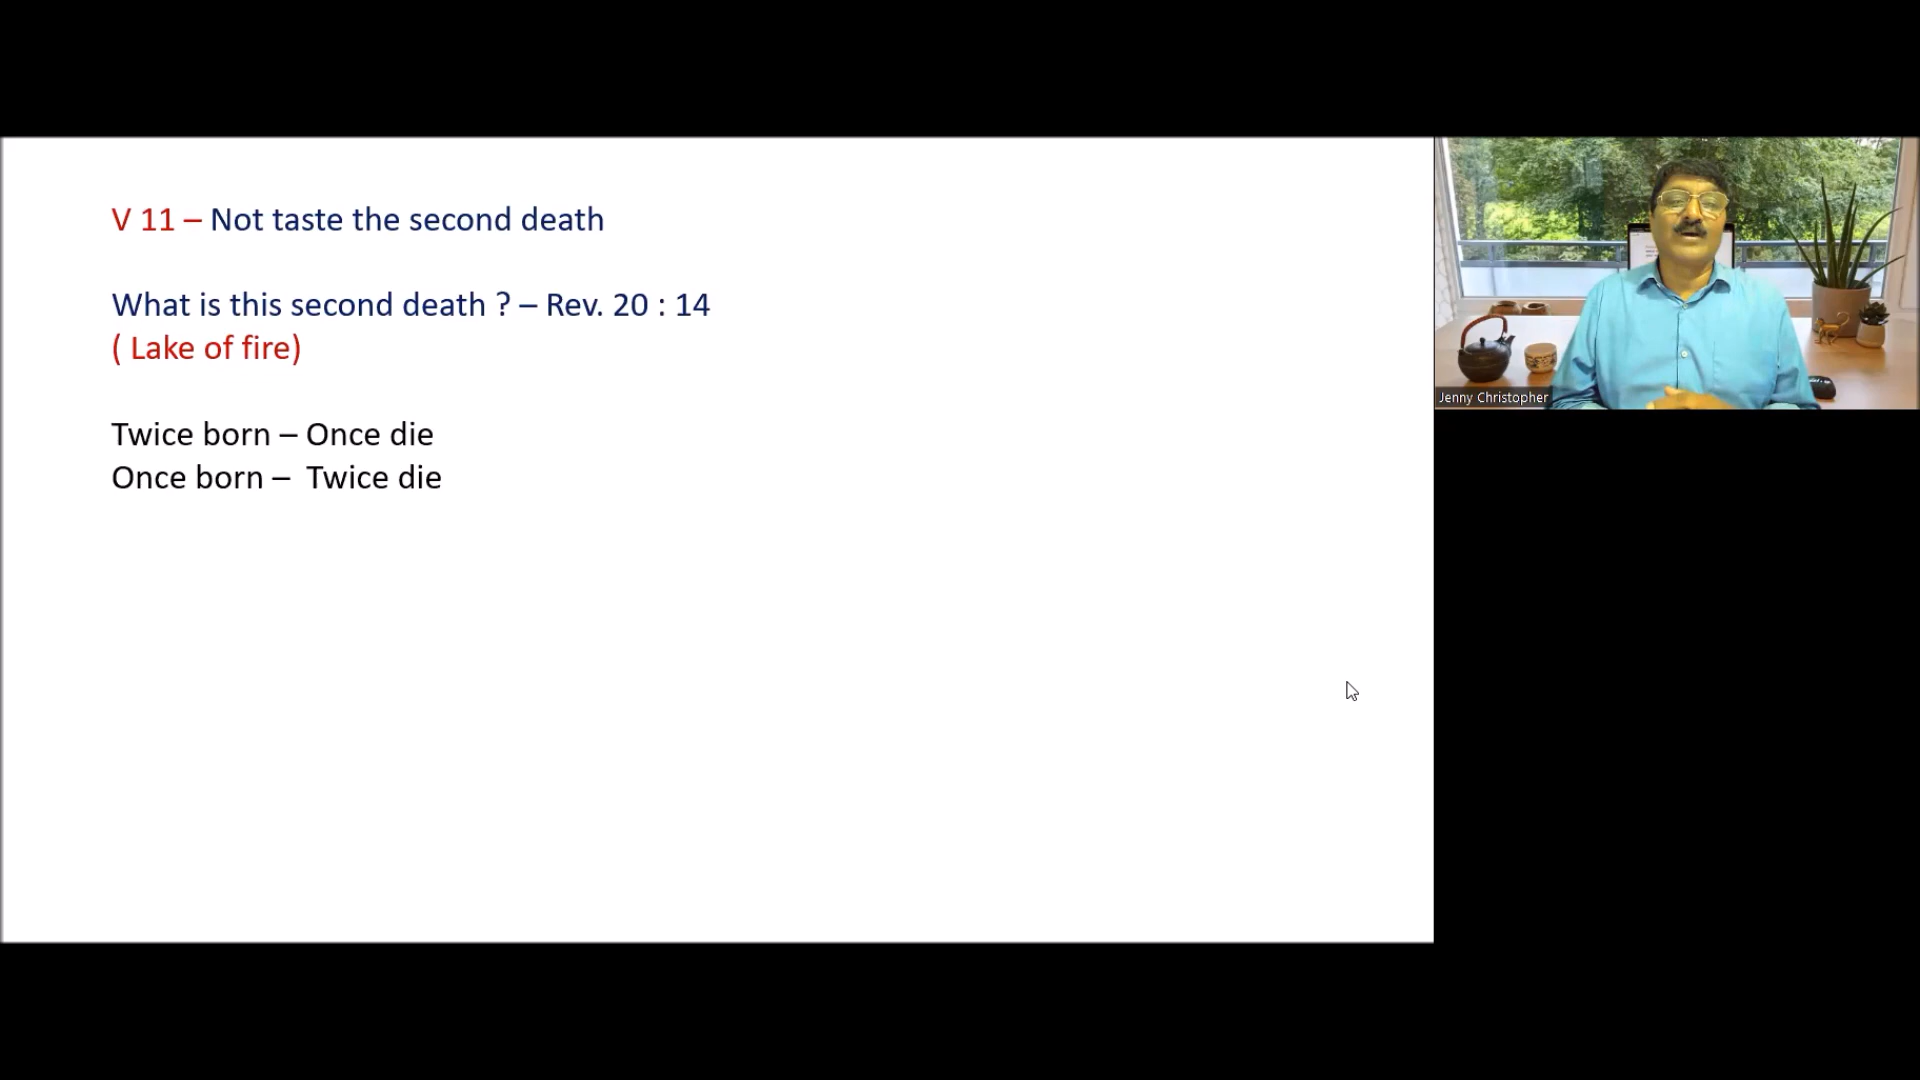 V 11 – Not taste the second death
What is this second death ? – Rev. 20 : 14
( Lake of fire)
Twice born – Once die
Once born –  Twice die
Jenny Christopher